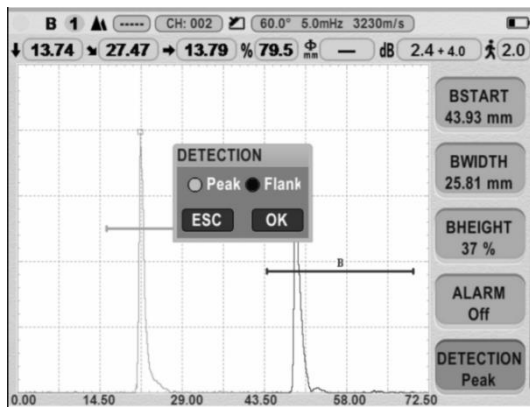 B 1 ----- CH: 002 60.0° 5.0mHz 3230m/s
13.74 27.47 13.79 % 79.5 Φ mm — dB 2.4 + 4.0 2.0
BSTART
43.93 mm
DETECTION
Peak Flank
ESC OK
BWIDTH
25.81 mm
BHEIGHT
37 %
B
ALARM
Off
DETECTION
Peak
0.00 14.50 29.00 43.50 58.00 72.50